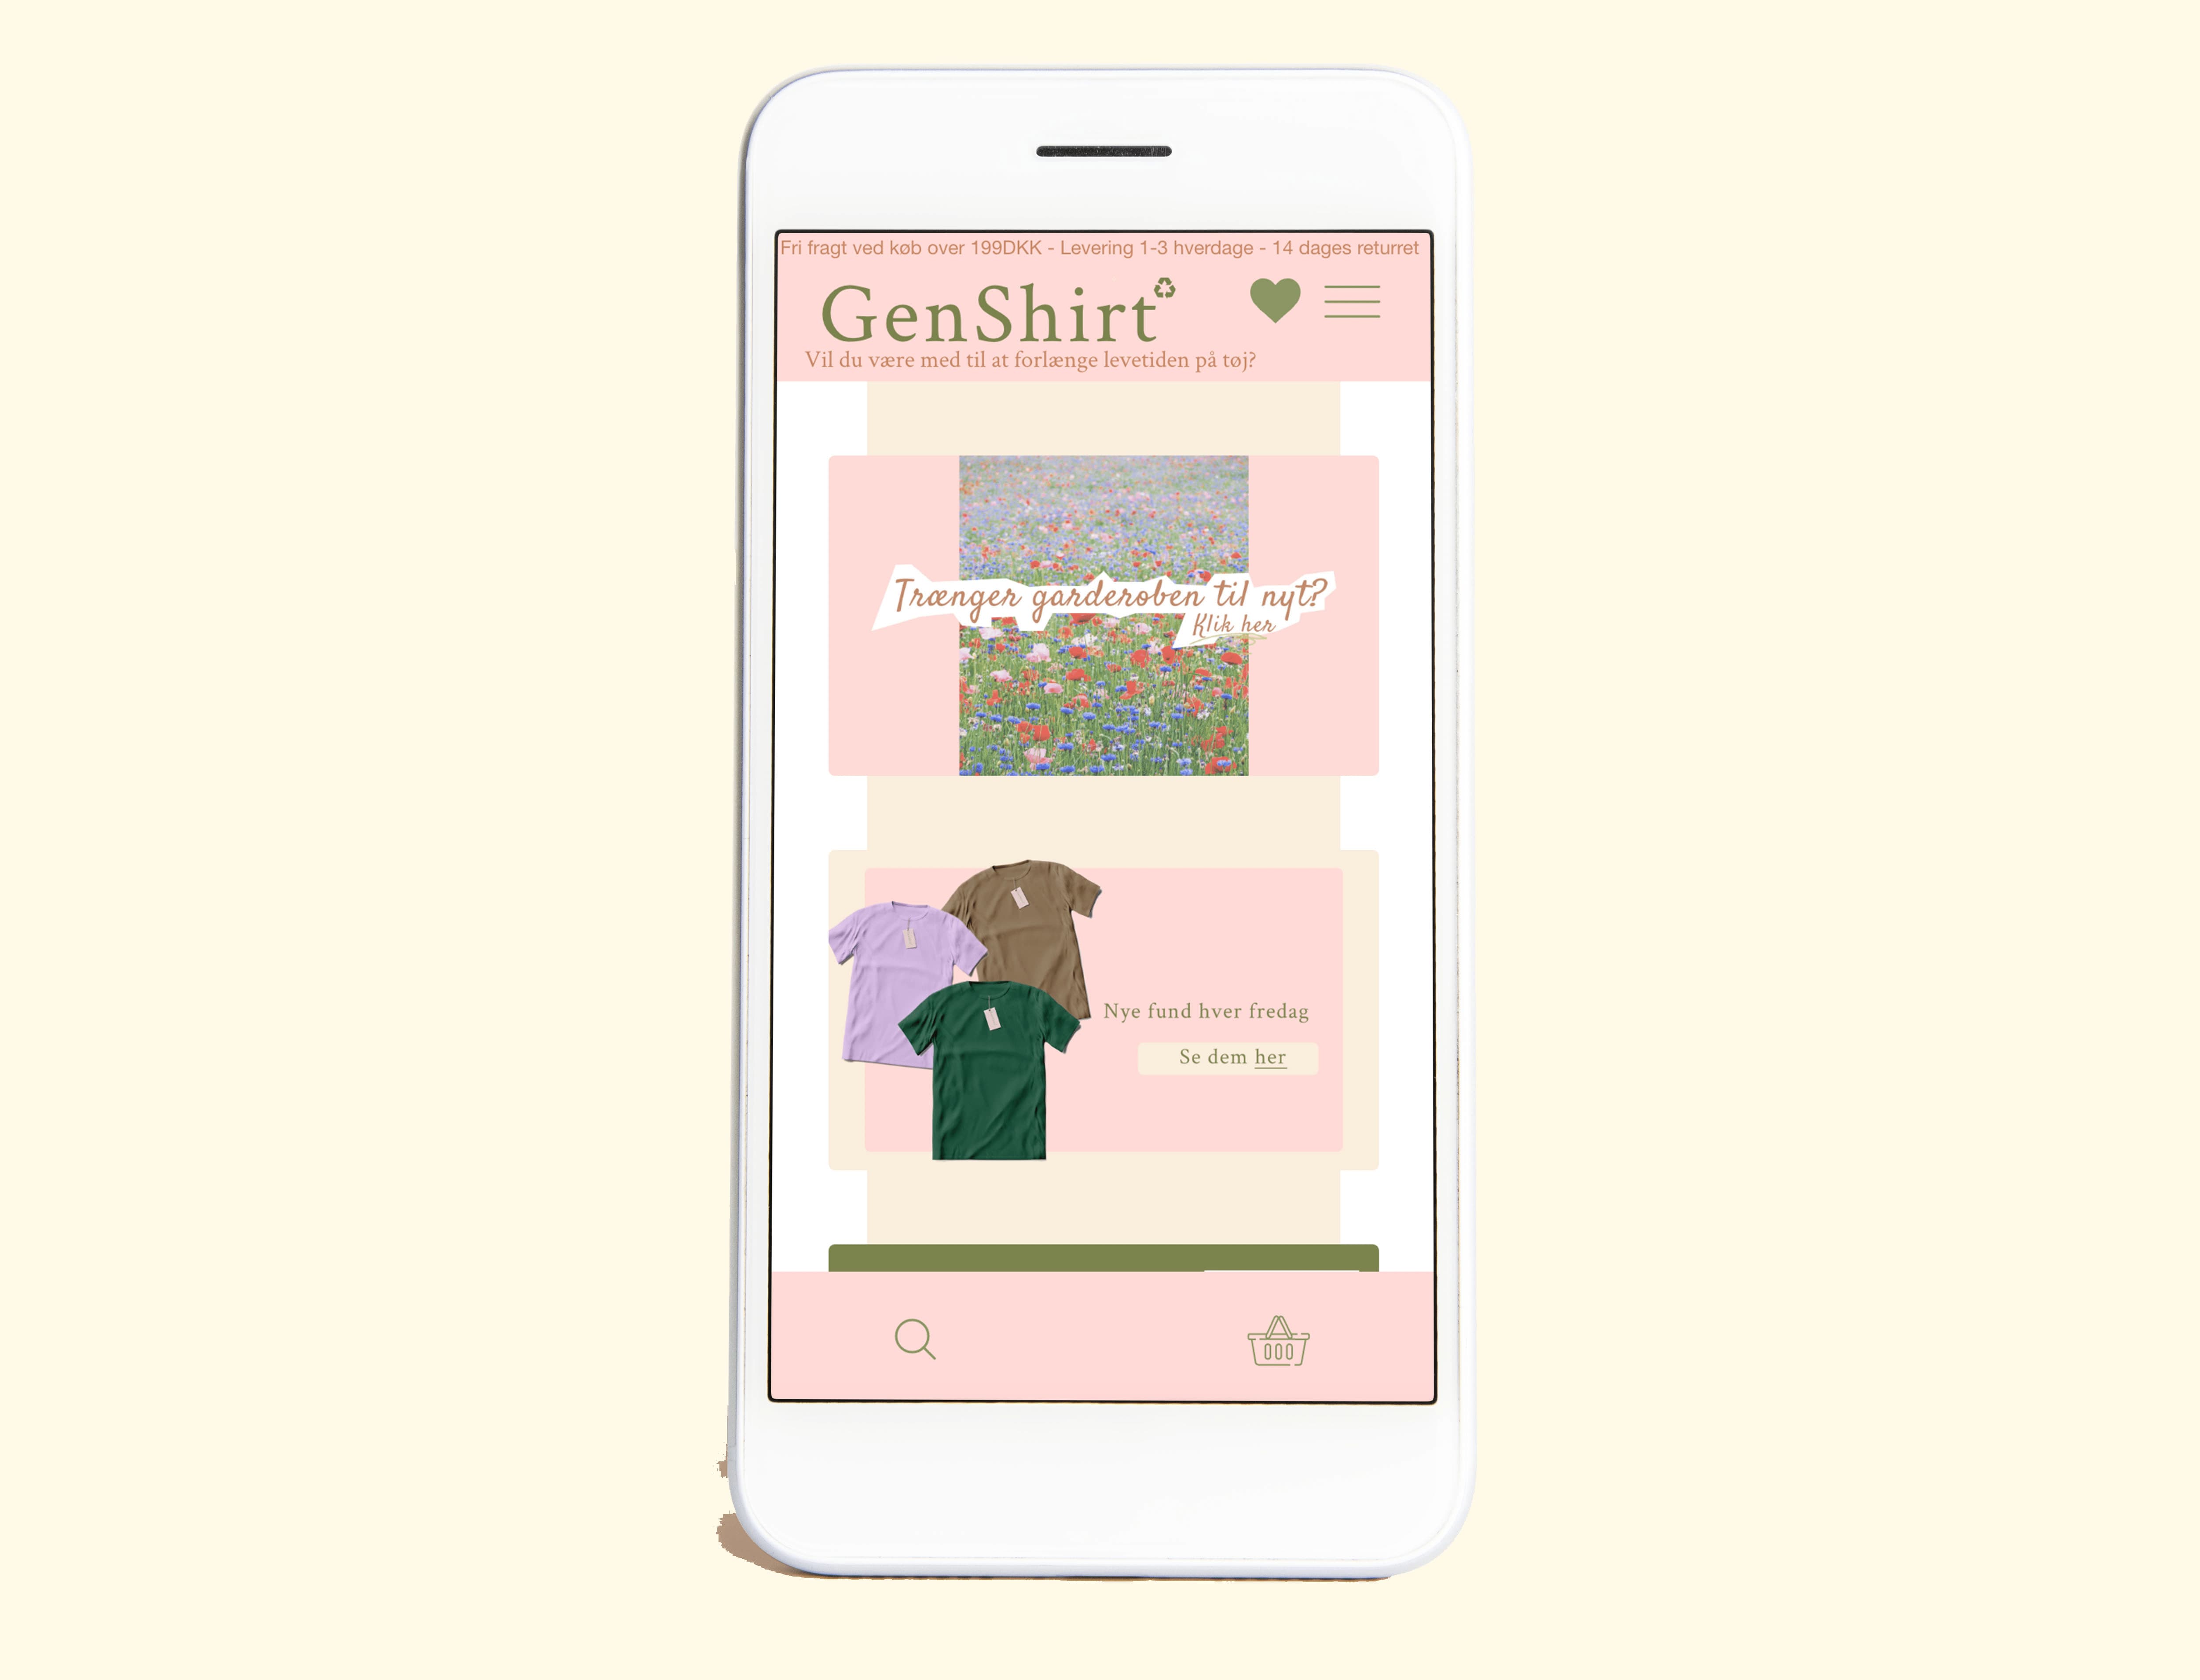 Fri fragt ved køb over 199DKK - Levering 1-3 hverdage - 14 dages returret
GenShirt
Vil du være med til at forlænge levetiden på tøj?
Trænger garderoben til nyt?
Klik her
Nye fund hver fredag
Se dem her